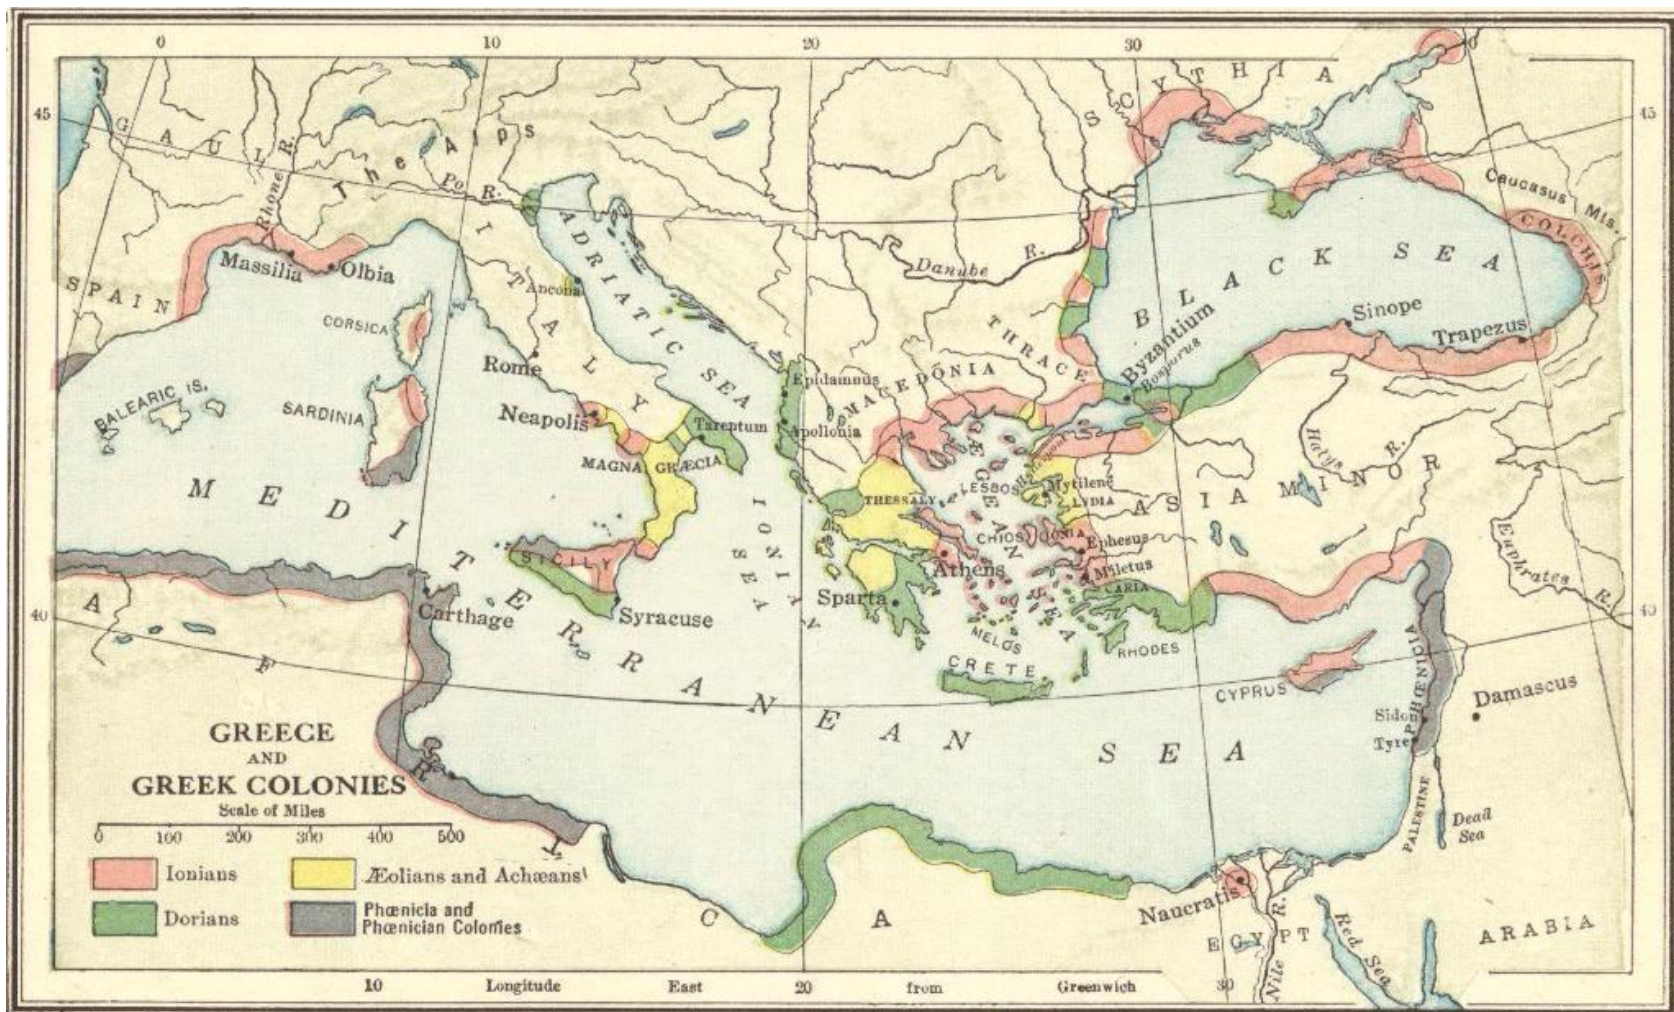 0
10
20
30
40
45
45
SCYTHIA
GAUL
The Alps
Rhone R.
Po R.
Caucasus Mts.
COLCHIS
ITALY
ADRIATIC SEA
Danube R.
BLACK SEA
Massilia
Olbia
SPAIN
Ancona
CORSICA
THRACE
Byzantium
Bosporus
Sinope
Trapezus
Rome
Epidamnus
MACEDONIA
BALEARIC IS.
SARDINIA
Neapolis
Tarentum
Apollonia
MAGNA GRÆCIA
Halys R.
ÆGEAN SEA
Hellespont
THESSALY
LESBOS
Mytilene
LYDIA
ASIA MINOR
MEDITERRANEAN SEA
IONIAN SEA
CHIOS
IONIA
Ephesus
Euphrates R.
SICILY
Athens
Miletus
AFRICA
40
40
Carthage
Syracuse
Sparta
CARIA
MELOS
RHODES
CRETE
CYPRUS
PHŒNICIA
Damascus
Sidon
Tyre
GREECE
AND
GREEK COLONIES
Scale of Miles
0 100 200 300 400 500
PALESTINE
Dead
Sea
Ionians
Æolians and Achæans
Dorians
Phœnicia and
Phœnician Colonies
Naucratis
EGYPT
Nile R.
Red Sea
ARABIA
10 Longitude East 20 from Greenwich 30